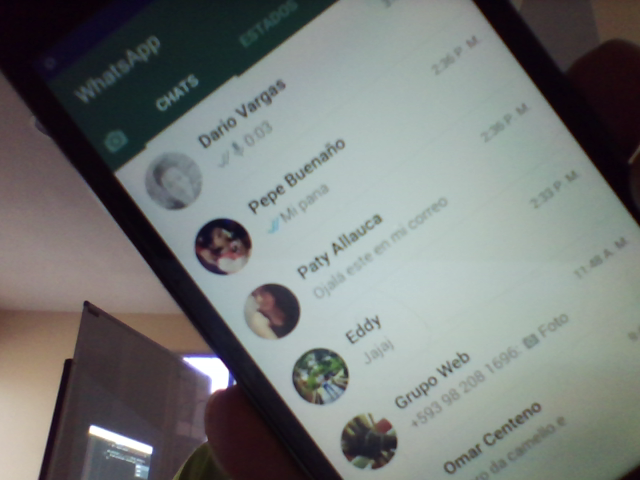 WhatsApp
CHATS
ESTADOS
Dario Vargas
2:36 P. M.
0:03
Pepe Buenaño
2:36 P. M.
Mi pana
Paty Allauca
2:33 P. M.
Ojalá este en mi correo
Eddy
11:48 A. M.
Jajaj
Grupo Web
+593 98 208 1696: Foto
Omar Centeno
da camello.e